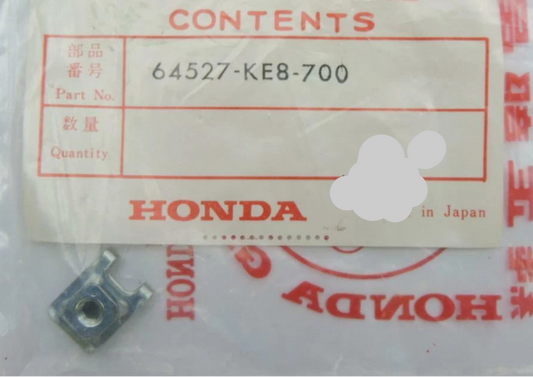 CONTENTS
部品
番号
Part No.
64527-KE8-700
数量
Quantity
HONDA
in Japan
HONDA
HONDA